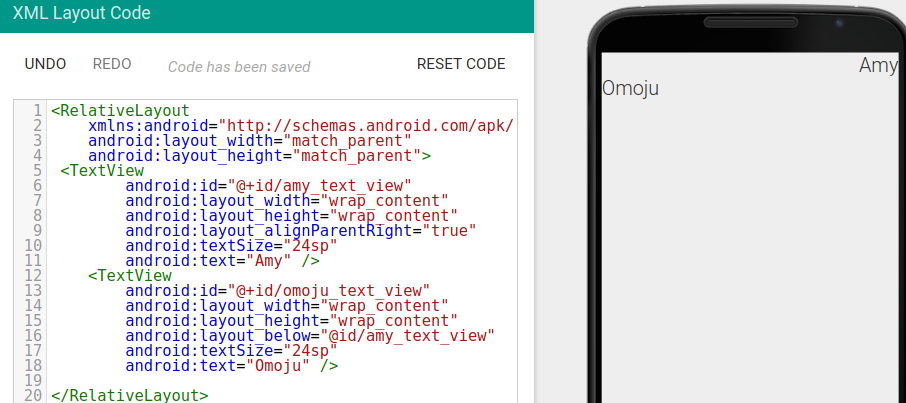 XML Layout Code
UNDO REDO Code has been saved RESET CODE
1 <RelativeLayout
2 xmlns:android="http://schemas.android.com/apk/
3 android:layout_width="match_parent"
4 android:layout_height="match_parent">
5 <TextView
6 android:id="@+id/amy_text_view"
7 android:layout_width="wrap_content"
8 android:layout_height="wrap_content"
9 android:layout_alignParentRight="true"
10 android:textSize="24sp"
11 android:text="Amy" />
12 <TextView
13 android:id="@+id/omoju_text_view"
14 android:layout_width="wrap_content"
15 android:layout_height="wrap_content"
16 android:layout_below="@id/amy_text_view"
17 android:textSize="24sp"
18 android:text="Omoju" />
19
20 </RelativeLayout>
Amy
Omoju